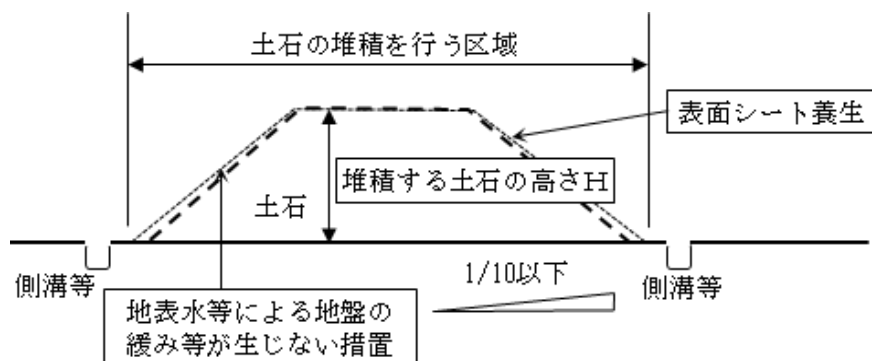 土石の堆積を行う区域
表面シート養生
堆積する土石の高さH
土石
1/10以下
側溝等
側溝等
地表水等による地盤の
緩み等が生じない措置